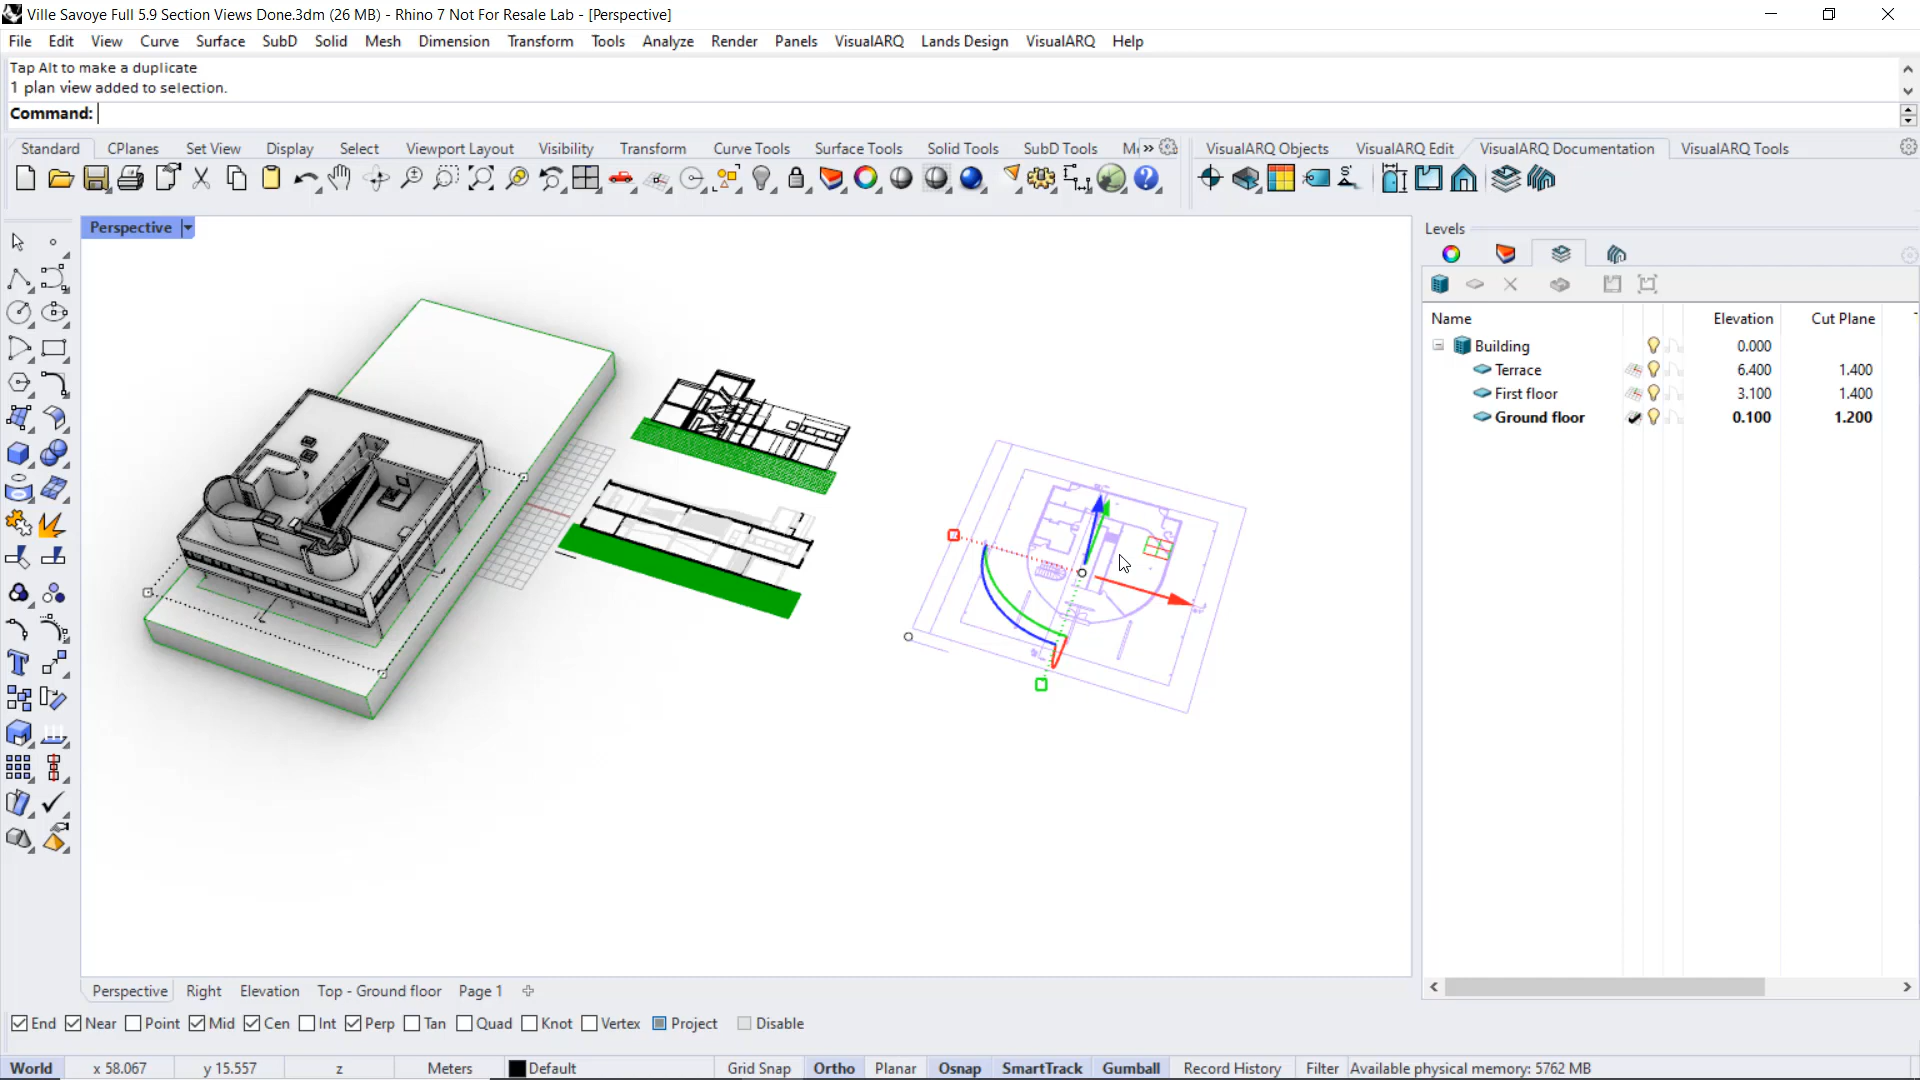 Ville Savoye Full 5.9 Section Views Done.3dm (26 MB) - Rhino 7 Not For Resale Lab - [Perspective]
File Edit View Curve Surface SubD Solid Mesh Dimension Transform Tools Analyze Render Panels VisualARQ Lands Design VisualARQ Help
Tap Alt to make a duplicate
1 plan view added to selection.
Command:
Standard CPlanes Set View Display Select Viewport Layout Visibility Transform Curve Tools Surface Tools Solid Tools SubD Tools VisualARQ Objects VisualARQ Edit VisualARQ Documentation VisualARQ Tools
Perspective
Levels
Name Elevation Cut Plane
Building 0.000
Terrace 6.400 1.400
First floor 3.100 1.400
Ground floor 0.100 1.200
Perspective Right Elevation Top - Ground floor Page 1
End Near Point Mid Cen Int Perp Tan Quad Knot Vertex Project Disable
World x 58.067 y 15.557 z Meters Default Grid Snap Ortho Planar Osnap SmartTrack Gumball Record History Filter Available physical memory: 5762 MB